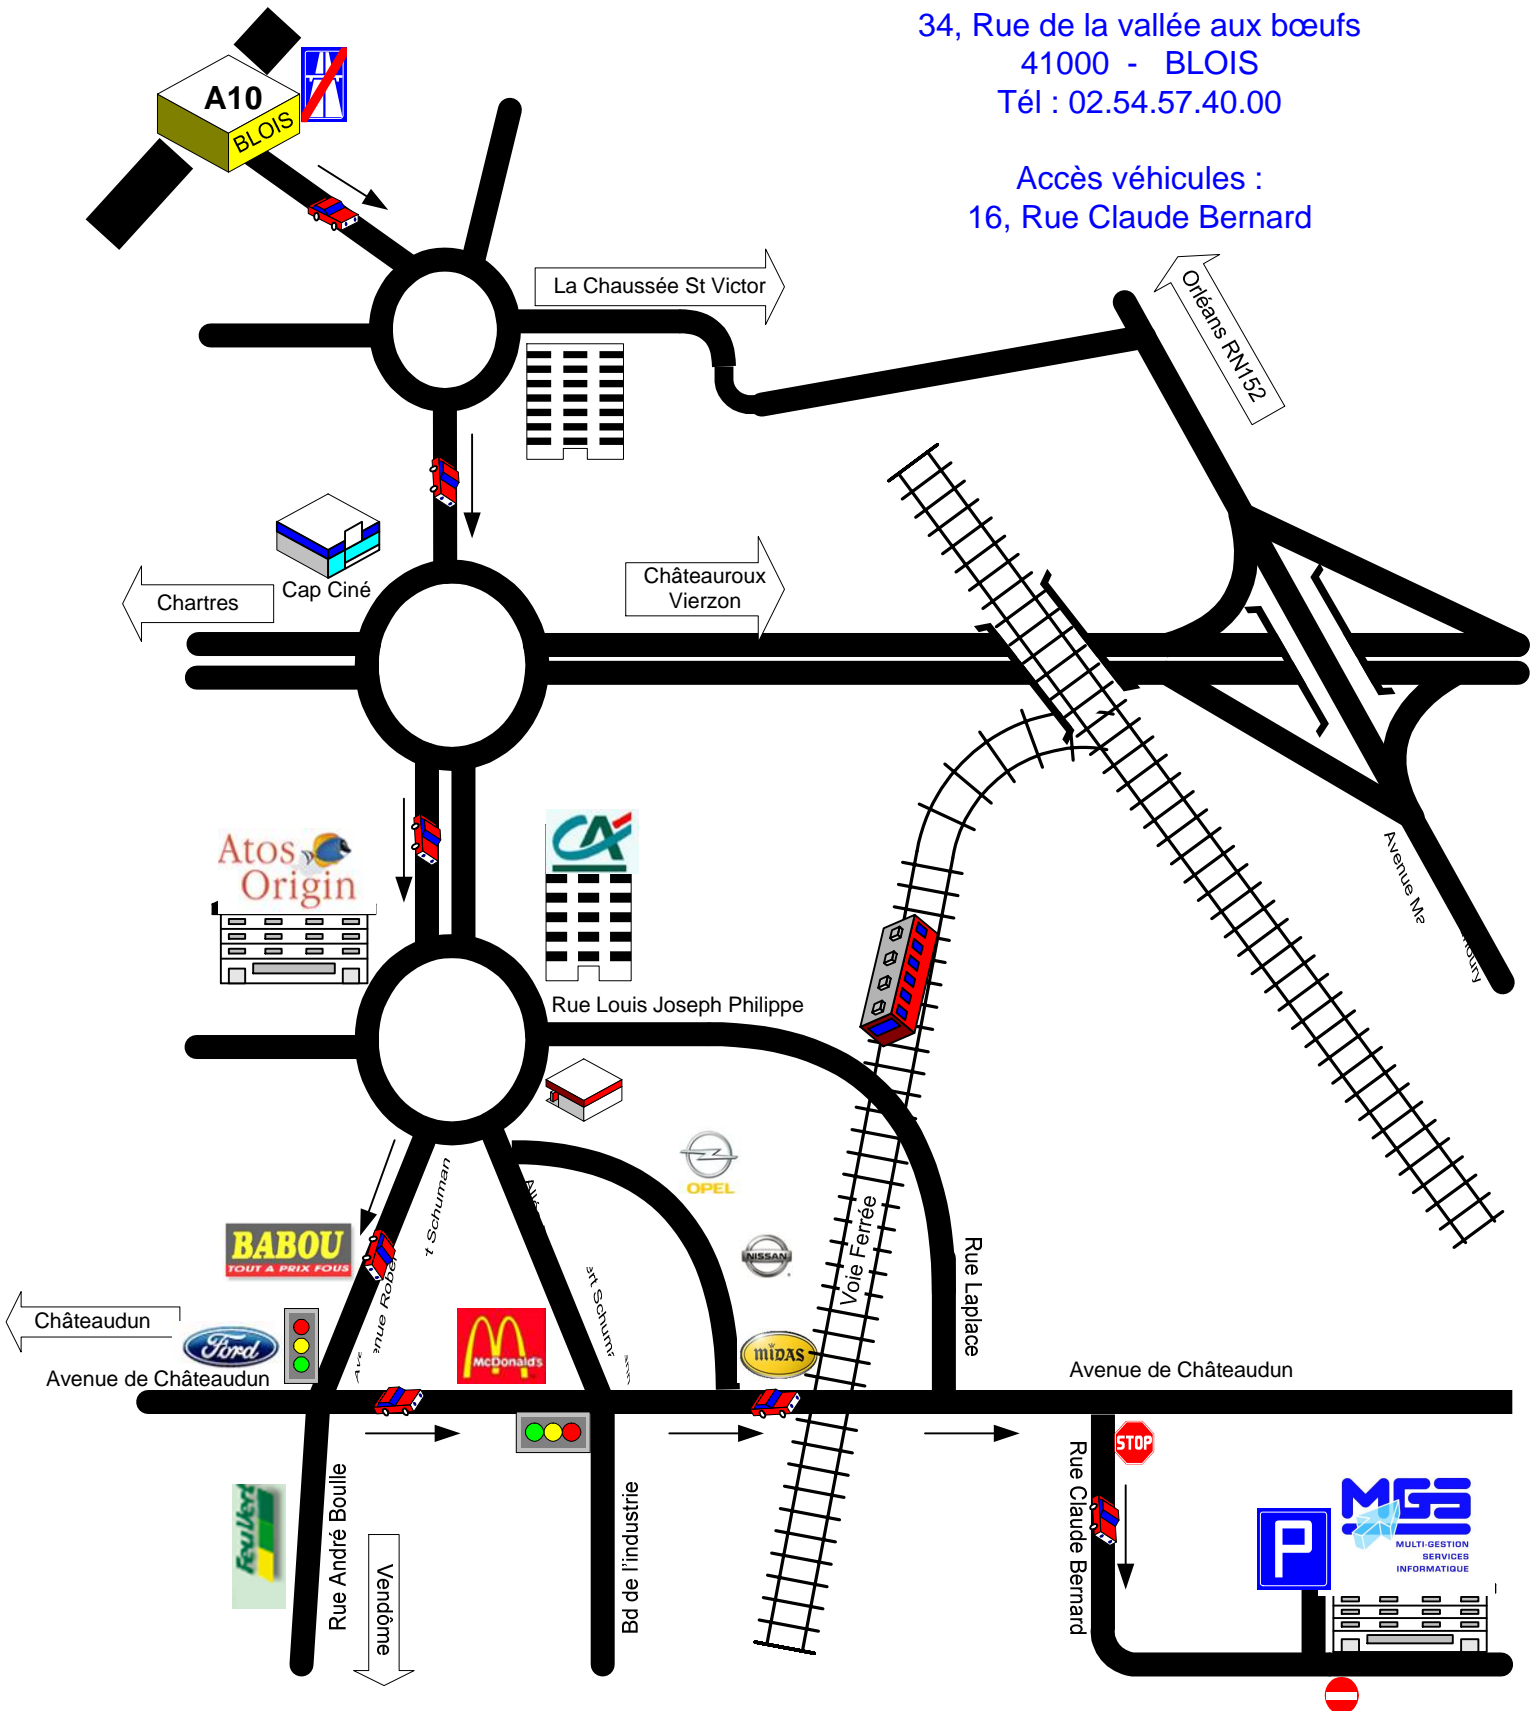 34, Rue de la vallée aux bœufs
41000 - BLOIS
Tél : 02.54.57.40.00
Accès véhicules :
16, Rue Claude Bernard
A10
BLOIS
La Chaussée St Victor
Orléans RN152
Cap Ciné
Chartres
Châteauroux
Vierzon
Atos
Origin
CA
Avenue
Rue Louis Joseph Philippe
OPEL
t Schuman
BABOU
TOUT A PRIX FOUS
NISSAN
Voie Ferrée
Rue Laplace
Châteaudun
Ford
McDonald's
MIDAS
Avenue de Châteaudun
Avenue de Châteaudun
STOP
Feu Vert
Rue André Boulle
Vendôme
Bd de l'industrie
Rue Claude Bernard
P
MGS
MULTI-GESTION
SERVICES
INFORMATIQUE